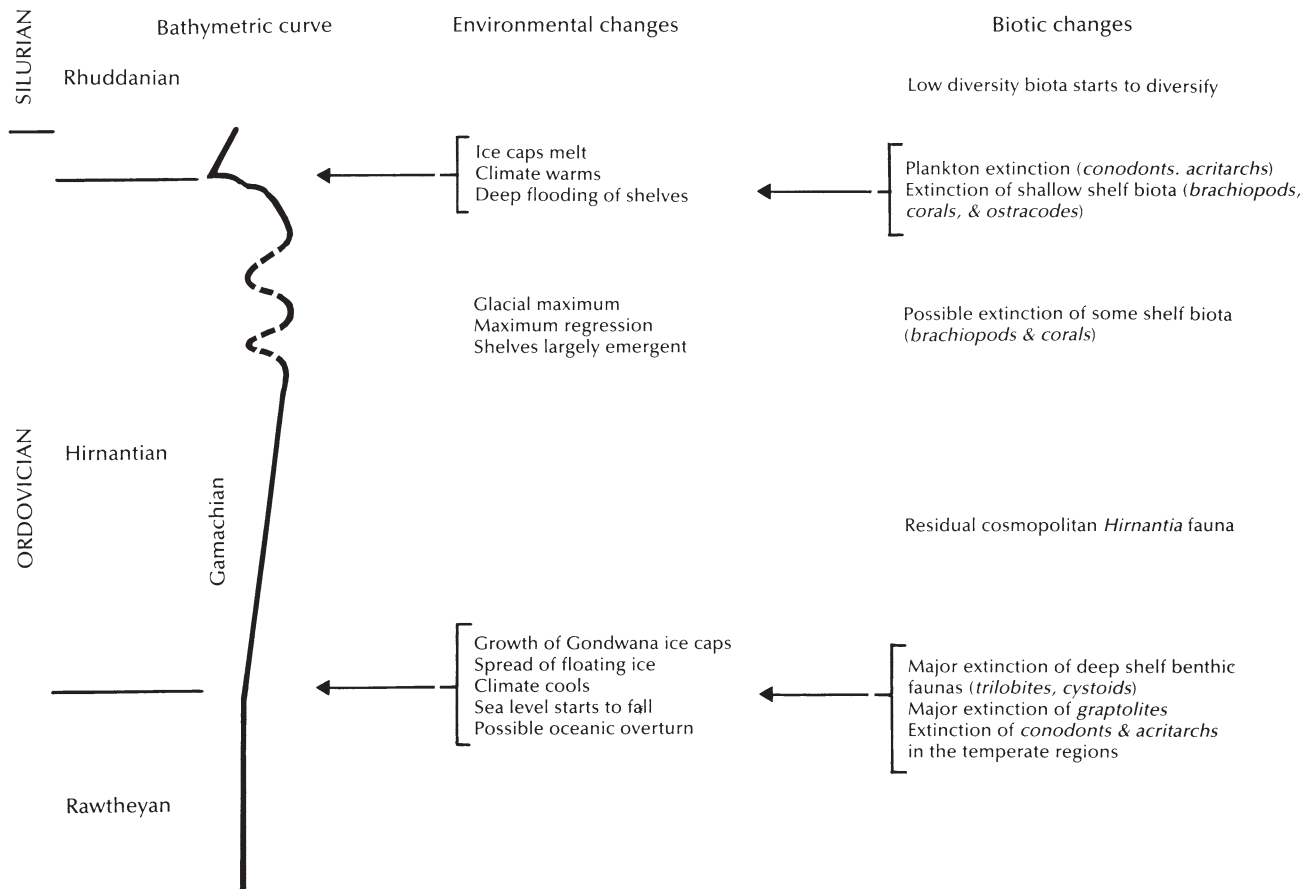 Bathymetric curve
Environmental changes
Biotic changes
SILURIAN
Rhuddanian
Low diversity biota starts to diversify
Ice caps melt
Climate warms
Deep flooding of shelves
Plankton extinction (conodonts. acritarchs)
Extinction of shallow shelf biota (brachiopods,
corals, & ostracodes)
Glacial maximum
Maximum regression
Shelves largely emergent
Possible extinction of some shelf biota
(brachiopods & corals)
ORDOVICIAN
Hirnantian
Gamachian
Residual cosmopolitan Hirnantia fauna
Growth of Gondwana ice caps
Spread of floating ice
Climate cools
Sea level starts to fall
Possible oceanic overturn
Major extinction of deep shelf benthic
faunas (trilobites, cystoids)
Major extinction of graptolites
Extinction of conodonts & acritarchs
in the temperate regions
Rawtheyan